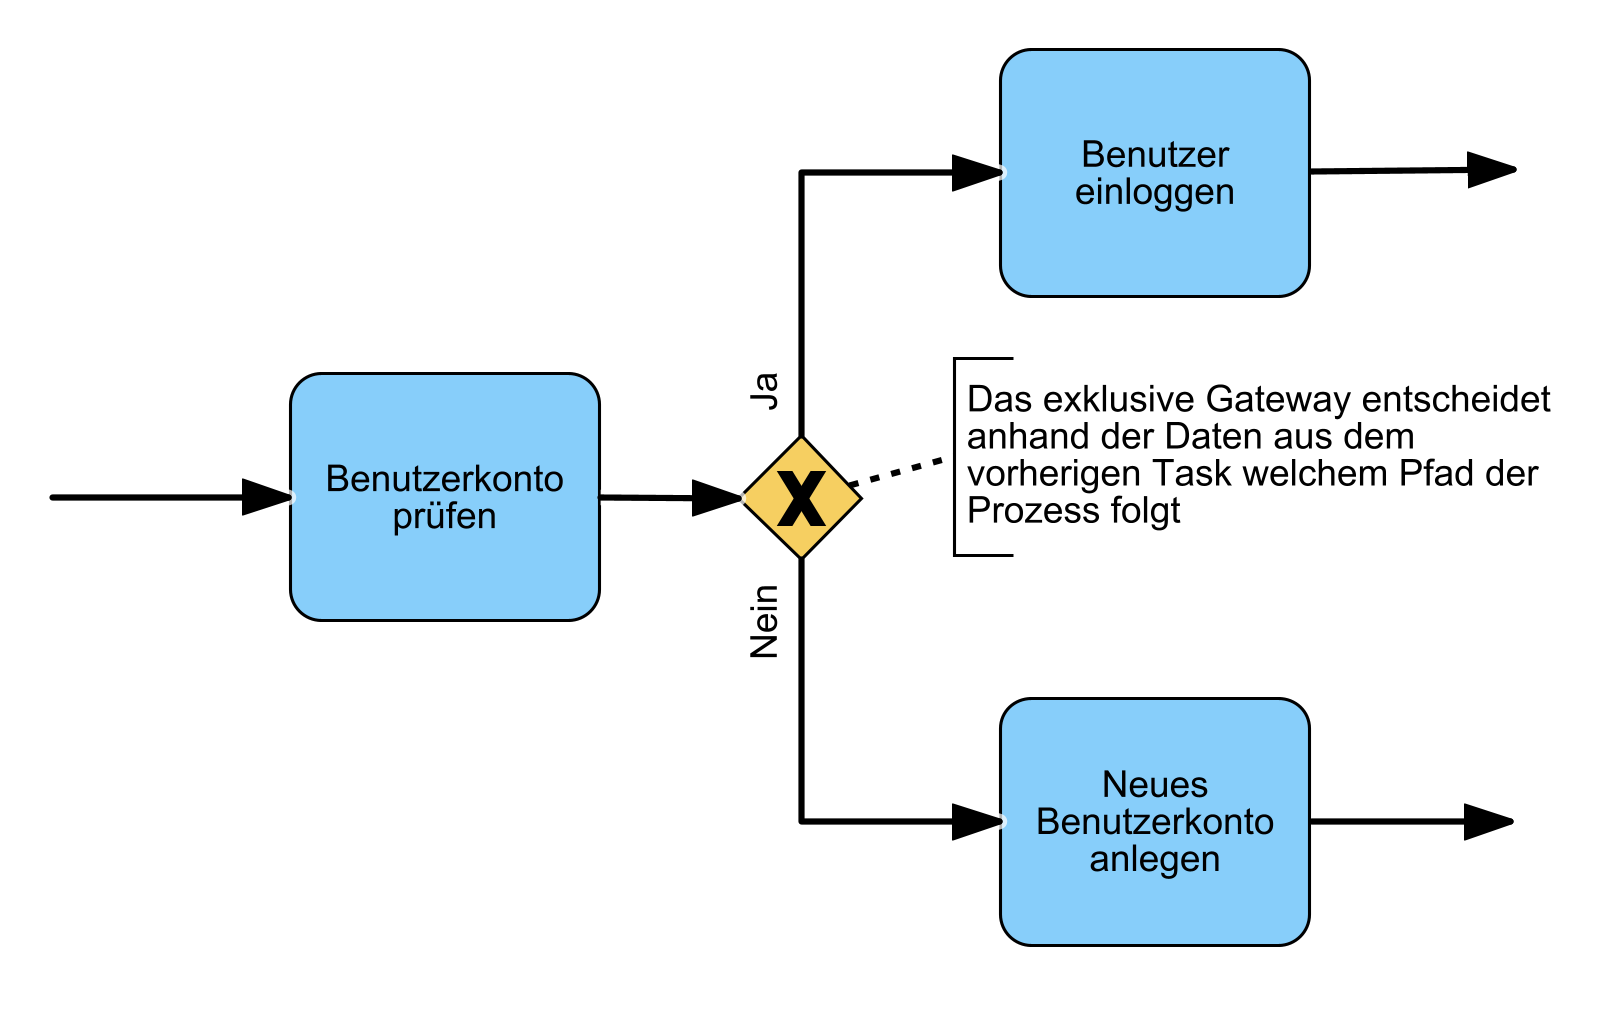 Benutzer
einloggen
Ja
Das exklusive Gateway entscheidet
anhand der Daten aus dem
vorherigen Task welchem Pfad der
Prozess folgt
Benutzerkonto
prüfen
X
Nein
Neues
Benutzerkonto
anlegen